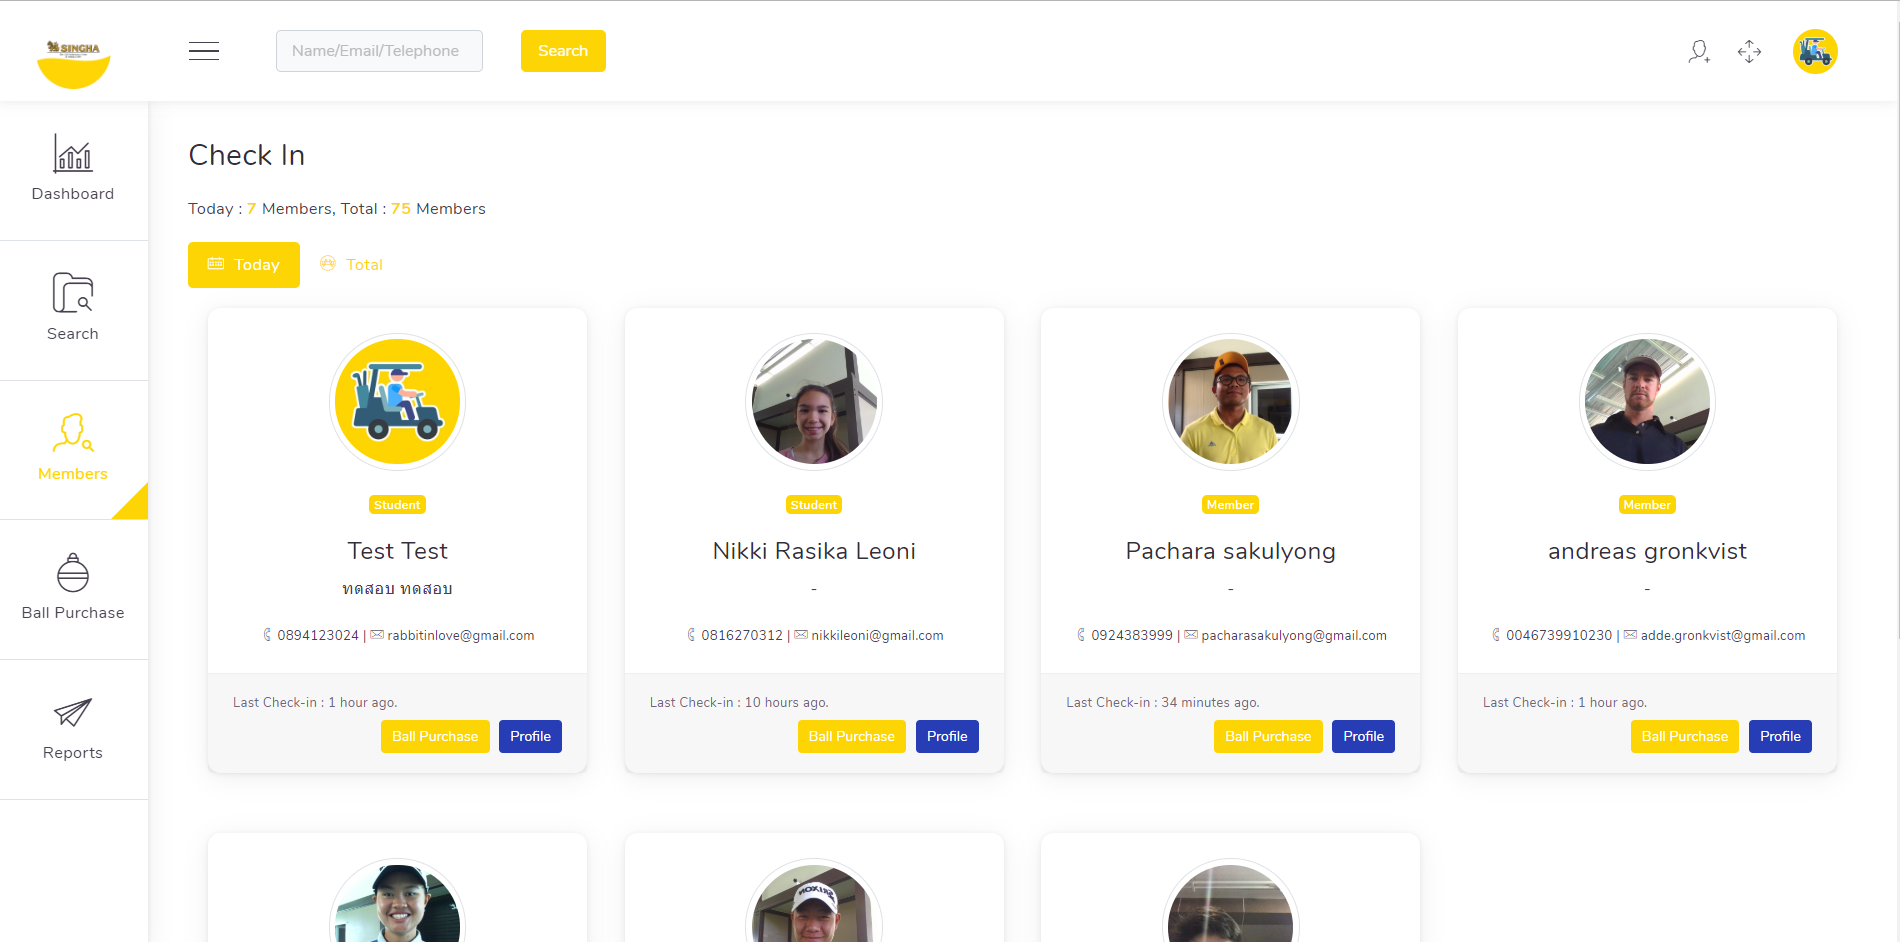 SINGHA
Name/Email/Telephone
Search
Dashboard
Search
Members
Ball Purchase
Reports
Check In
Today : 7 Members, Total : 75 Members
Today
Total
Student
Test Test
ทดสอบ ทดสอบ
0894123024 | rabbitinlove@gmail.com
Last Check-in : 1 hour ago.
Ball Purchase Profile
Student
Nikki Rasika Leoni
-
0816270312 | nikkileoni@gmail.com
Last Check-in : 10 hours ago.
Ball Purchase Profile
Member
Pachara sakulyong
-
0924383999 | pacharasakulyong@gmail.com
Last Check-in : 34 minutes ago.
Ball Purchase Profile
Member
andreas gronkvist
-
0046739910230 | adde.gronkvist@gmail.com
Last Check-in : 1 hour ago.
Ball Purchase Profile
SRIXON